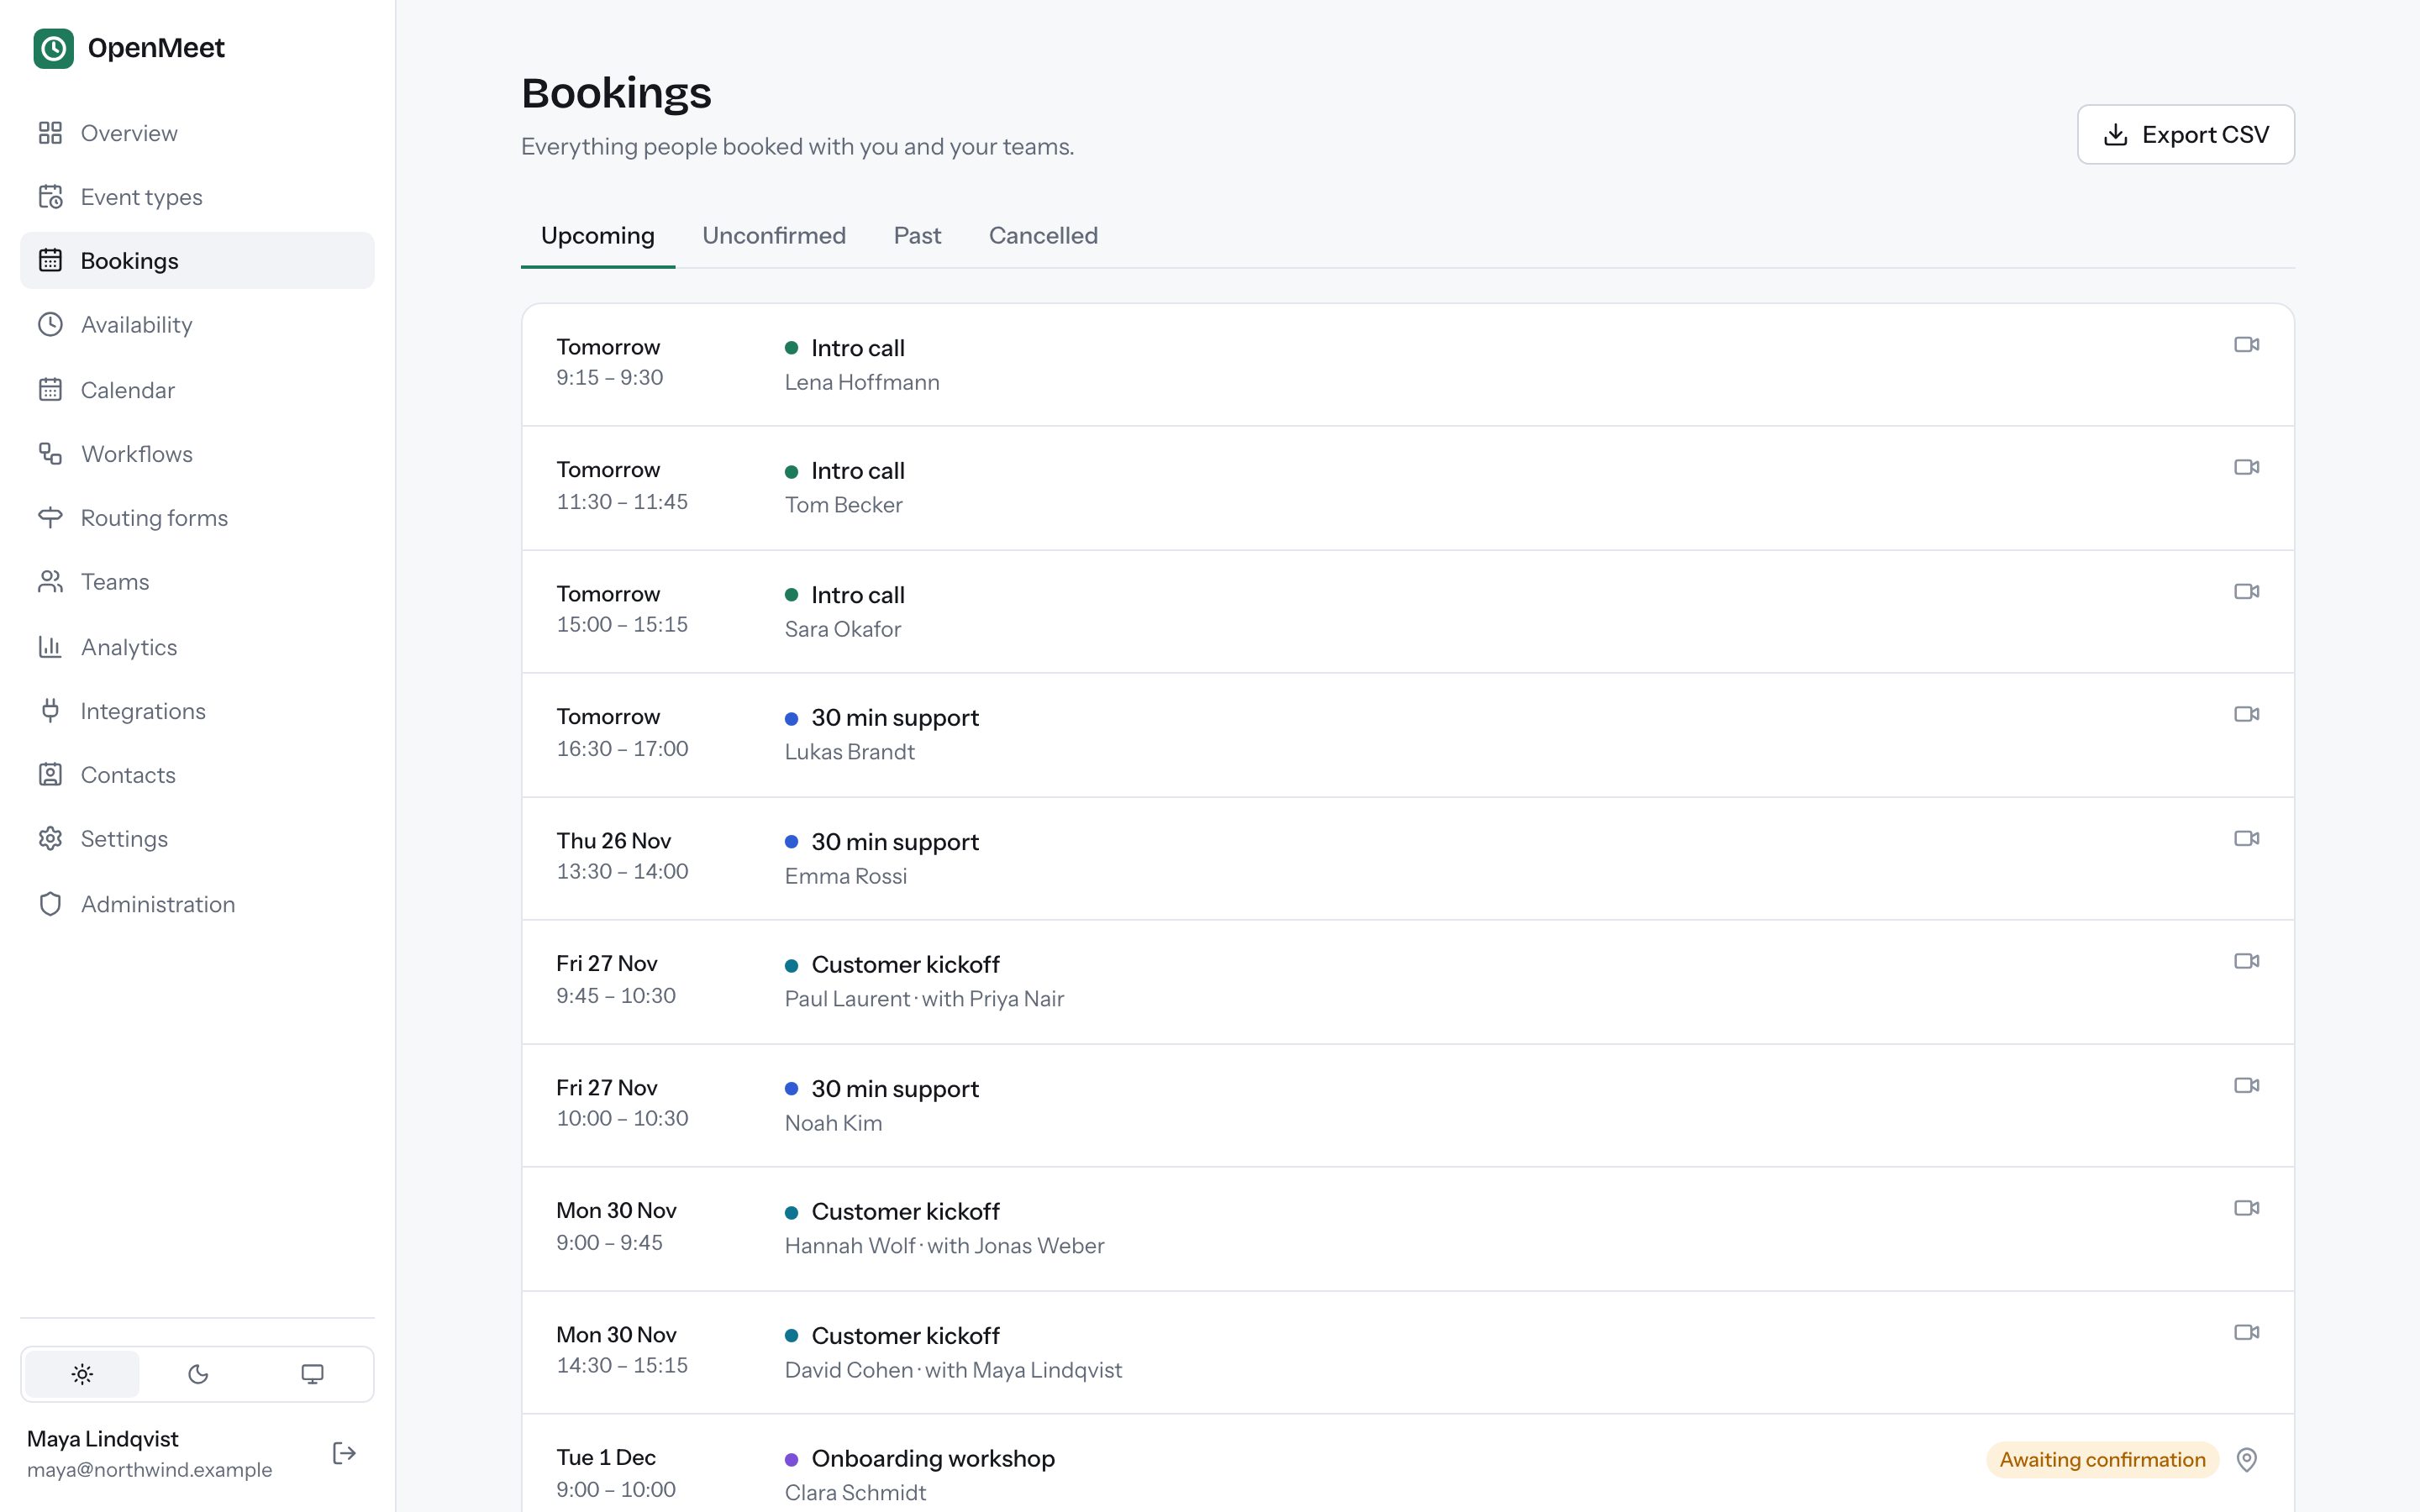 OpenMeet
Overview
Event types
Bookings
Availability
Calendar
Workflows
Routing forms
Teams
Analytics
Integrations
Contacts
Settings
Administration
Maya Lindqvist
maya@northwind.example
Bookings
Everything people booked with you and your teams.
Export CSV
Upcoming Unconfirmed Past Cancelled
Tomorrow Intro call
9:15 – 9:30 Lena Hoffmann
Tomorrow Intro call
11:30 – 11:45 Tom Becker
Tomorrow Intro call
15:00 – 15:15 Sara Okafor
Tomorrow 30 min support
16:30 – 17:00 Lukas Brandt
Thu 26 Nov 30 min support
13:30 – 14:00 Emma Rossi
Fri 27 Nov Customer kickoff
9:45 – 10:30 Paul Laurent · with Priya Nair
Fri 27 Nov 30 min support
10:00 – 10:30 Noah Kim
Mon 30 Nov Customer kickoff
9:00 – 9:45 Hannah Wolf · with Jonas Weber
Mon 30 Nov Customer kickoff
14:30 – 15:15 David Cohen · with Maya Lindqvist
Tue 1 Dec Onboarding workshop Awaiting confirmation
9:00 – 10:00 Clara Schmidt